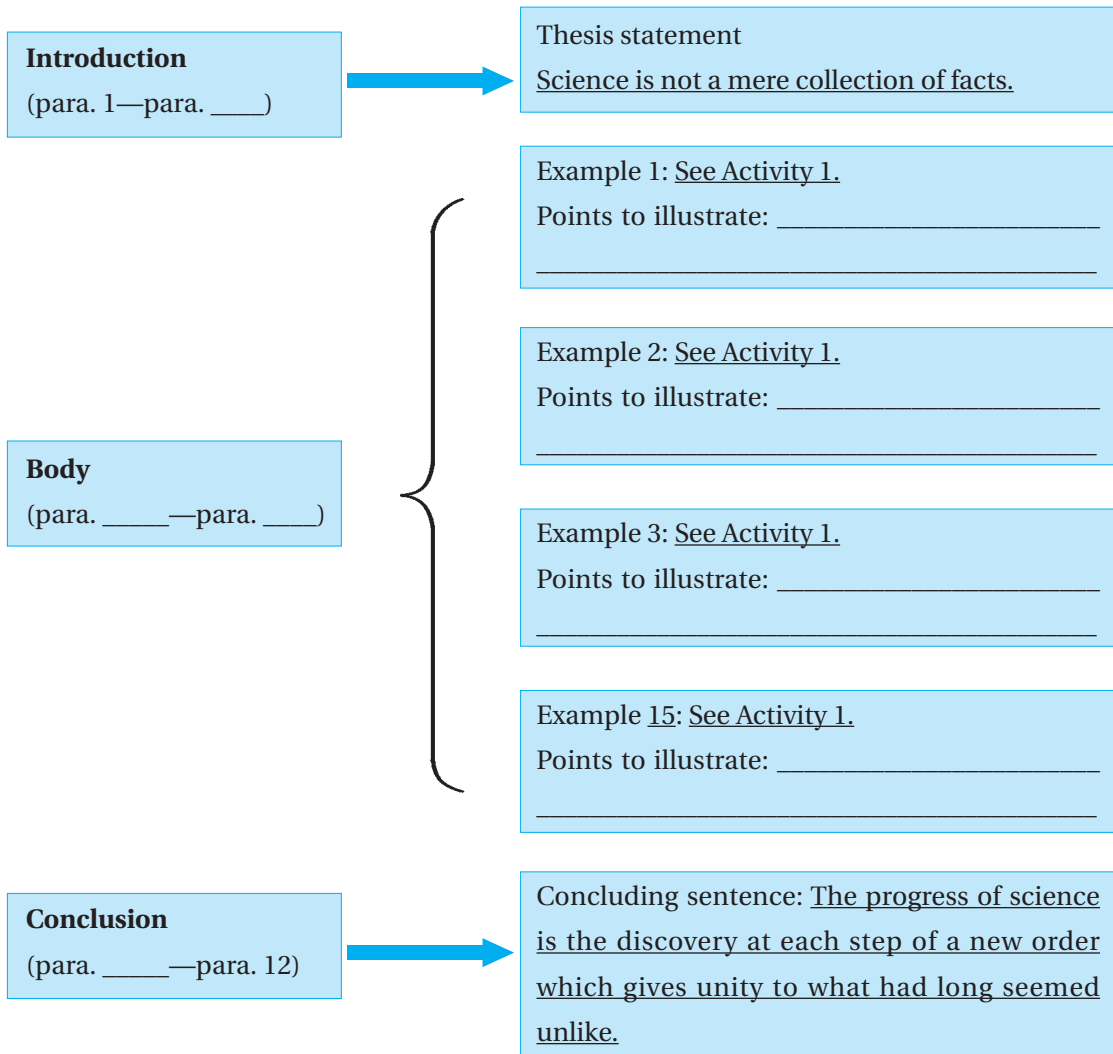 Introduction
(para. 1—para. ____)
Thesis statement
Science is not a mere collection of facts.
Example 1: See Activity 1.
Points to illustrate: ________________________
__________________________________________
Example 2: See Activity 1.
Points to illustrate: ________________________
__________________________________________
Body
(para. _____—para. ____)
Example 3: See Activity 1.
Points to illustrate: ________________________
__________________________________________
Example 15: See Activity 1.
Points to illustrate: ________________________
__________________________________________
Conclusion
(para. _____—para. 12)
Concluding sentence: The progress of science
is the discovery at each step of a new order
which gives unity to what had long seemed
unlike.